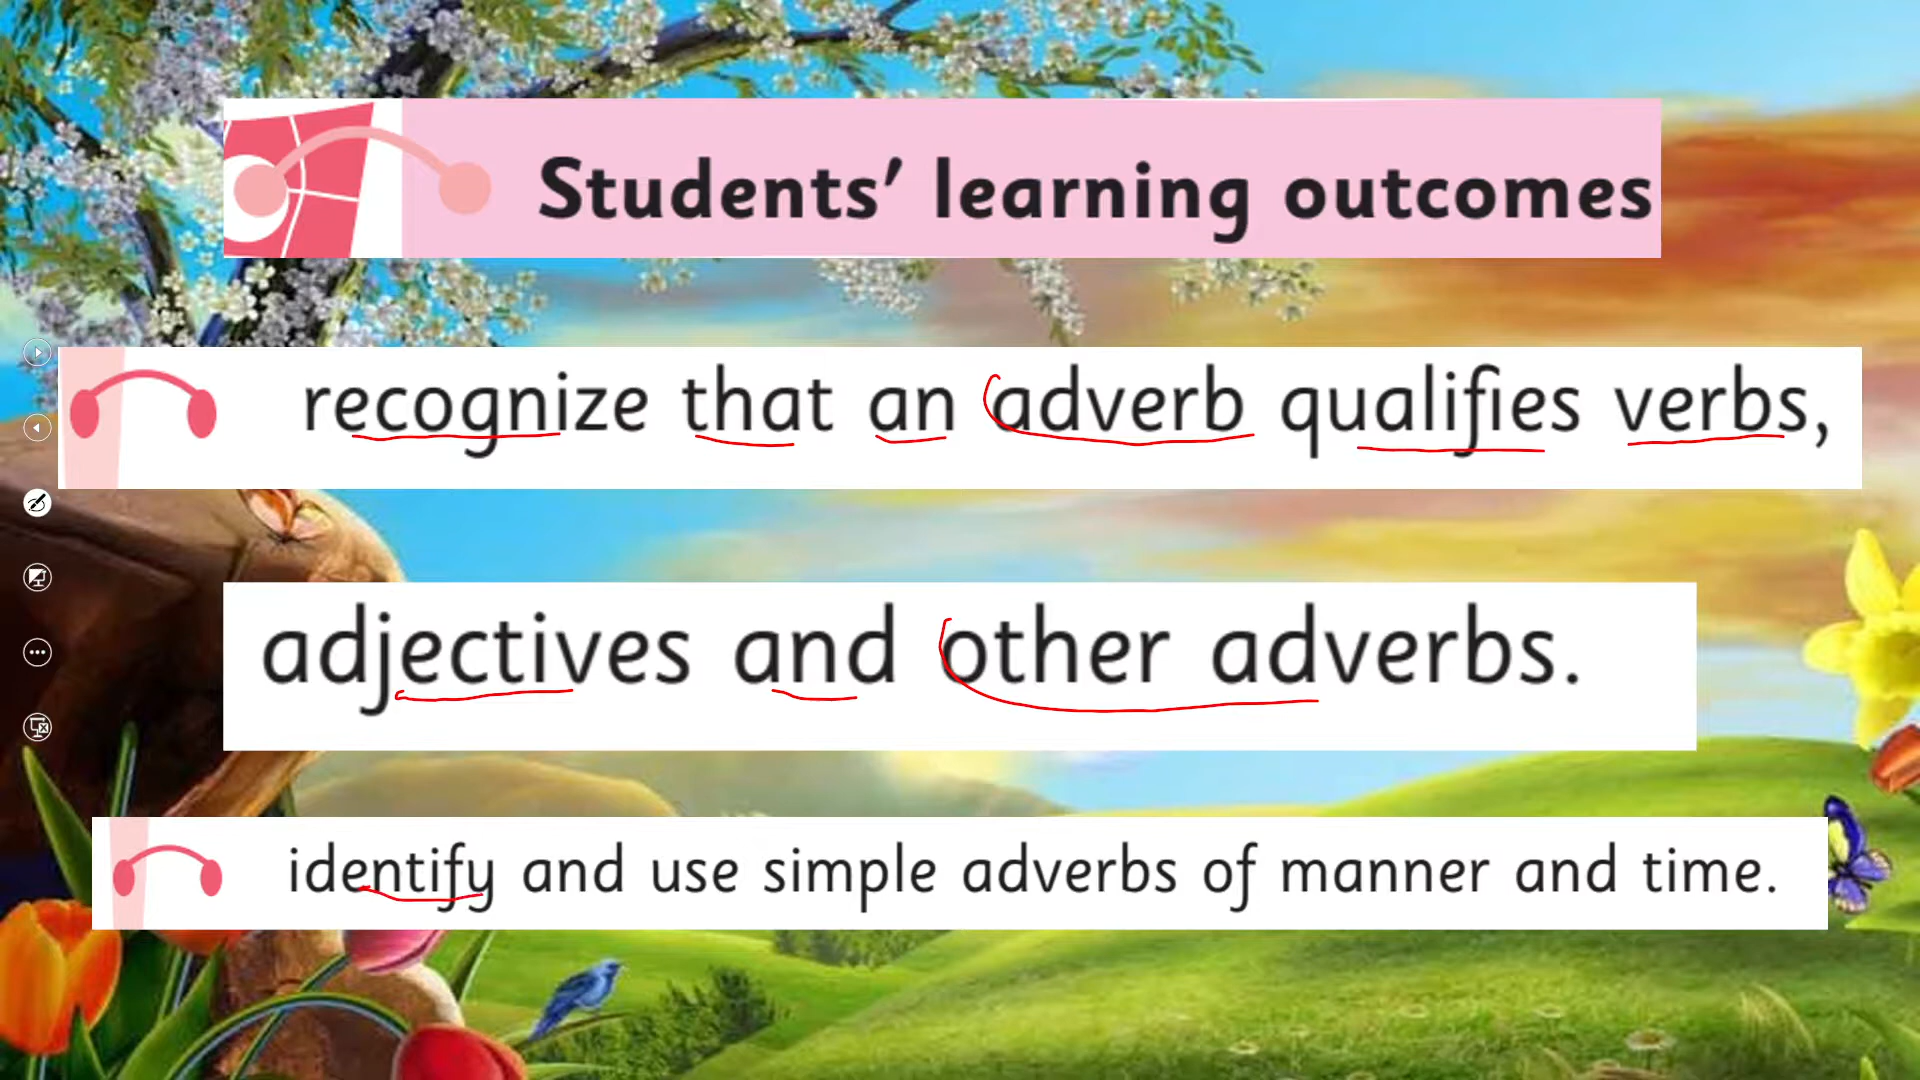 Students' learning outcomes
recognize that an adverb qualifies verbs,
adjectives and other adverbs.
identify and use simple adverbs of manner and time.